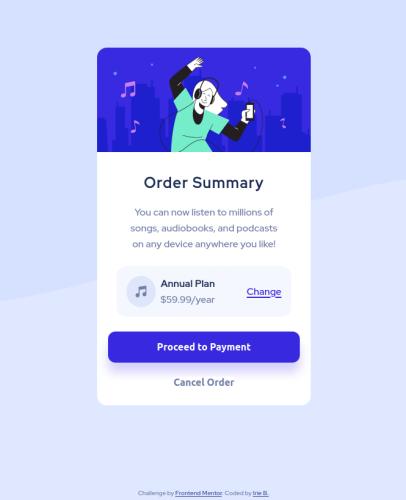 Order Summary
You can now listen to millions of
songs, audiobooks, and podcasts
on any device anywhere you like!
Annual Plan
$59.99/year
Change
Proceed to Payment
Cancel Order
Challenge by Frontend Mentor. Coded by Irie B.